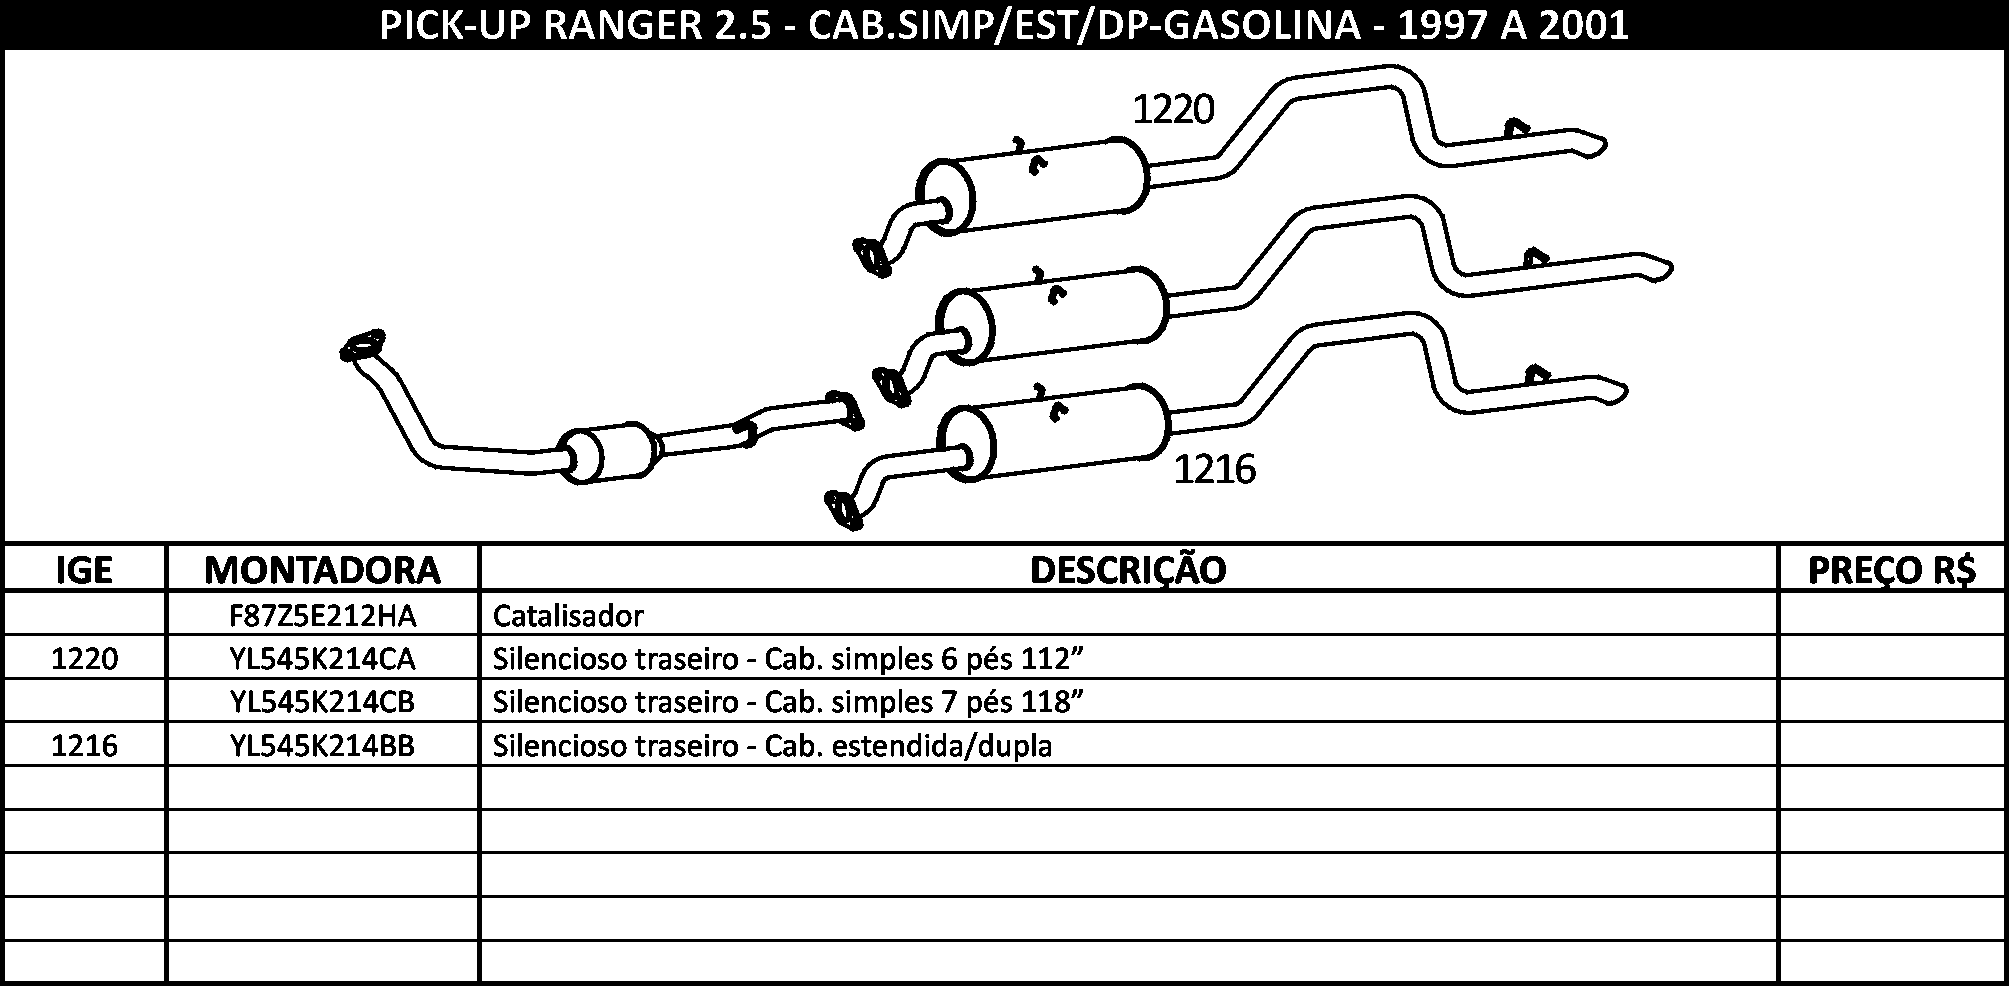 PICK-UP RANGER 2.5 - CAB.SIMP/EST/DP-GASOLINA - 1997 A 2001
1220
1216
IGE MONTADORA DESCRIÇÃO PREÇO R$
F87Z5E212HA Catalisador
1220 YL545K214CA Silencioso traseiro - Cab. simples 6 pés 112”
YL545K214CB Silencioso traseiro - Cab. simples 7 pés 118”
1216 YL545K214BB Silencioso traseiro - Cab. estendida/dupla